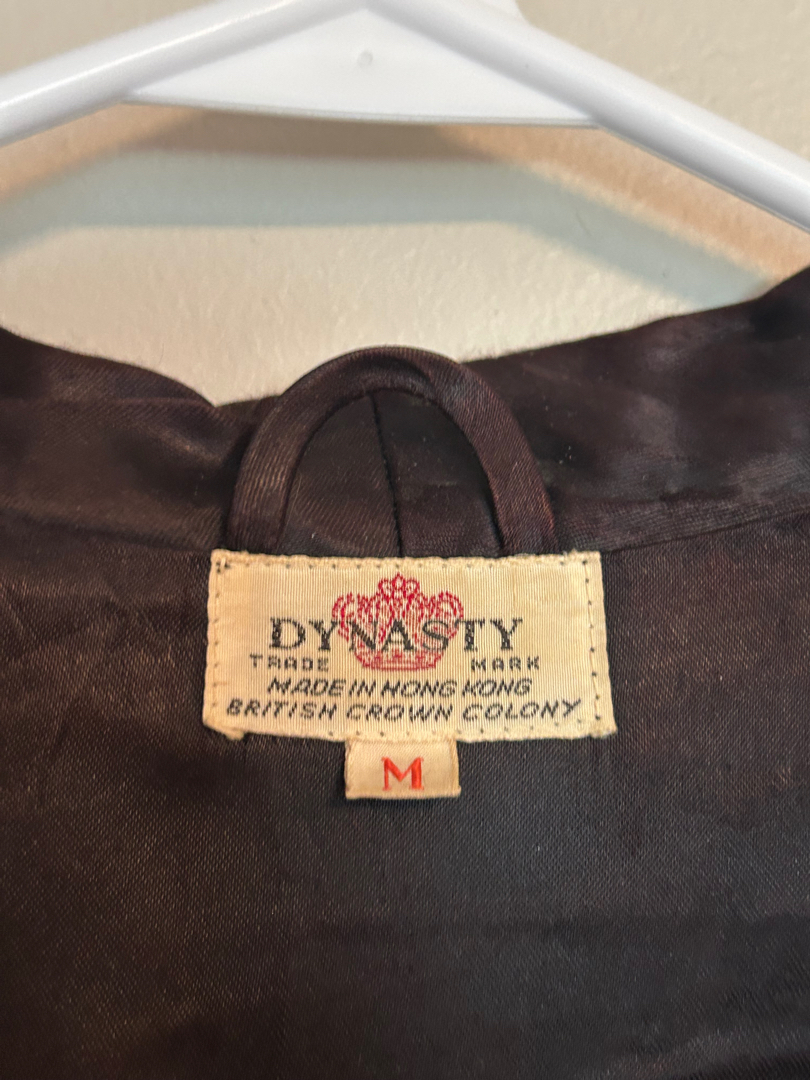 DYNASTY
TRADE MARK
MADE IN HONG KONG
BRITISH CROWN COLONY
M